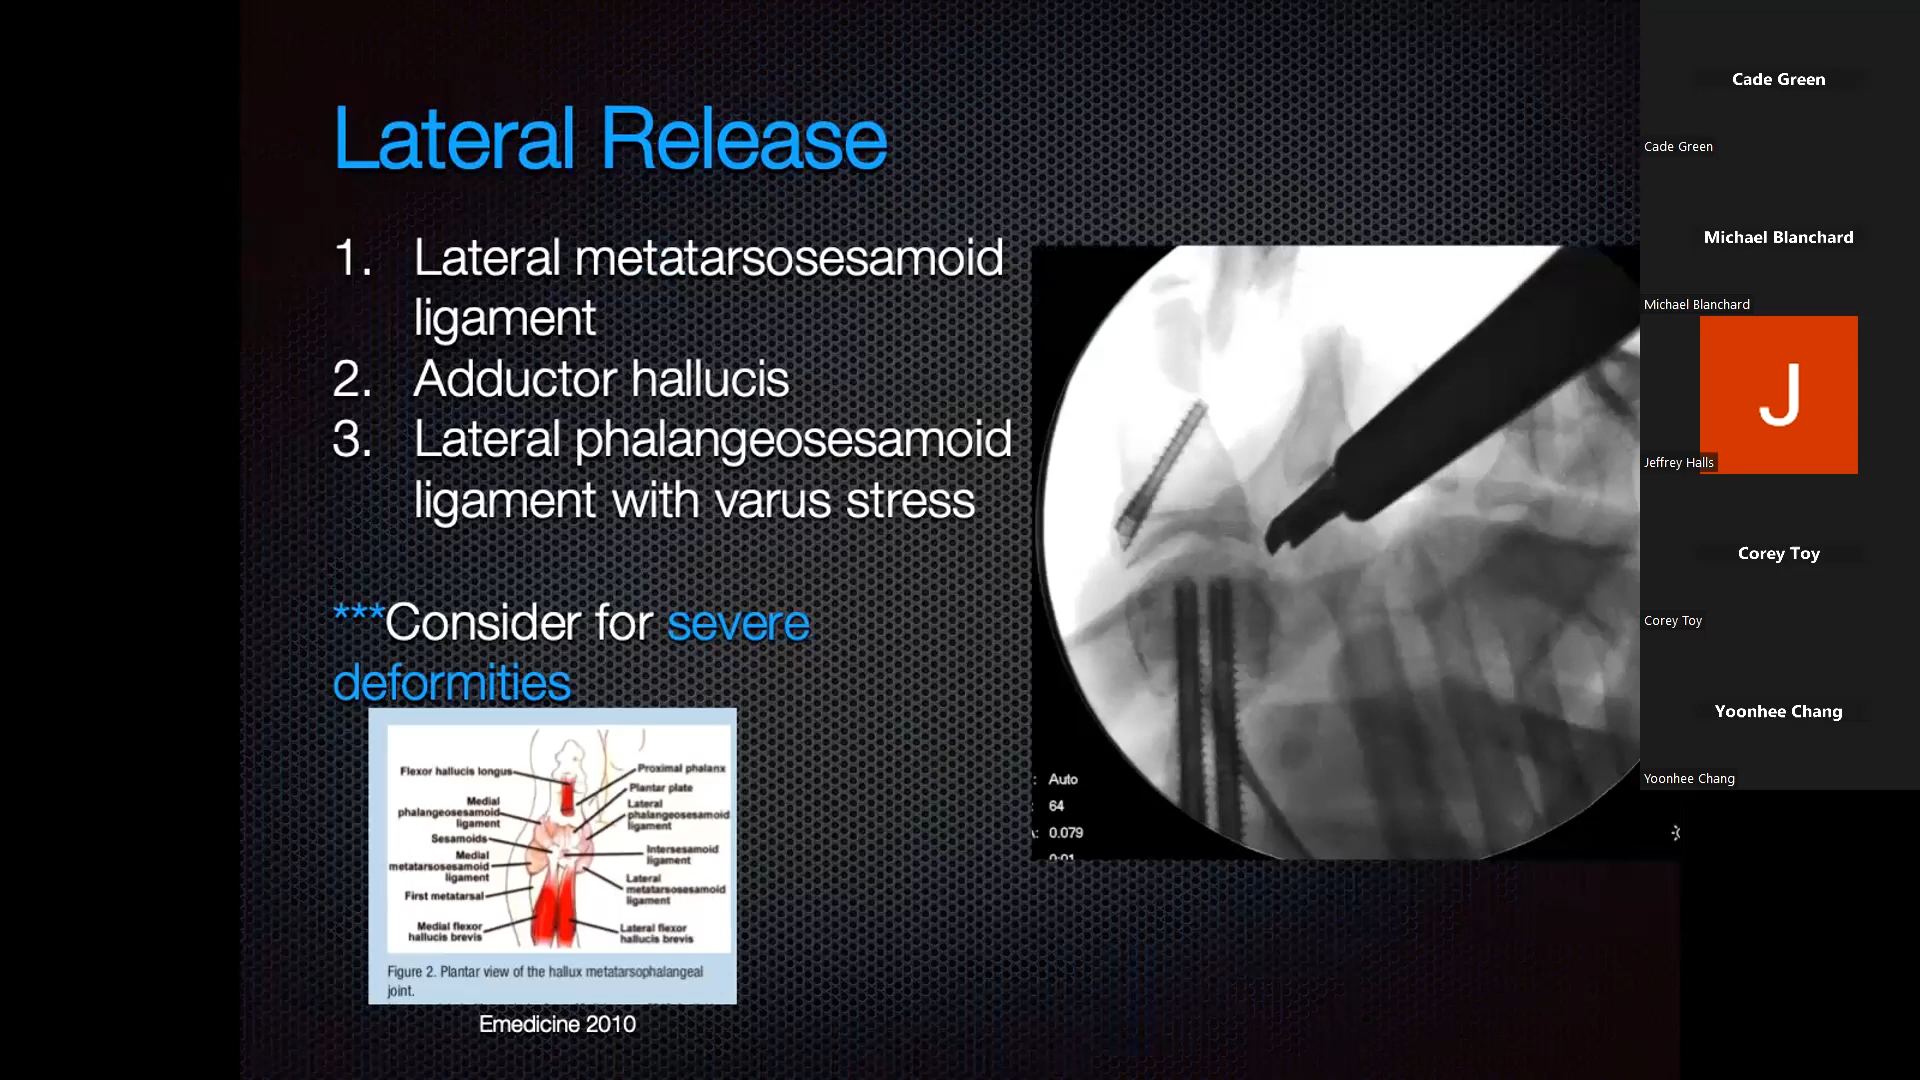 Lateral Release
1. Lateral metatarsosesamoid
ligament
2. Adductor hallucis
3. Lateral phalangeosesamoid
ligament with varus stress
***Consider for severe
deformities
Flexor hallucis longus
Medial
phalangeosesamoid
ligament
Sesamoids
Medial
metatarsosesamoid
ligament
First metatarsal
Medial flexor
hallucis brevis
Proximal phalanx
Plantar plate
Lateral
phalangeosesamoid
ligament
Intersesamoid
ligament
Lateral
metatarsosesamoid
ligament
Lateral flexor
hallucis brevis
Figure 2. Plantar view of the hallux metatarsophalangeal
joint.
Emedicine 2010
: Auto
64
0.079
0:01
Cade Green
Cade Green
Michael Blanchard
Michael Blanchard
J
Jeffrey Halls
Corey Toy
Corey Toy
Yoonhee Chang
Yoonhee Chang